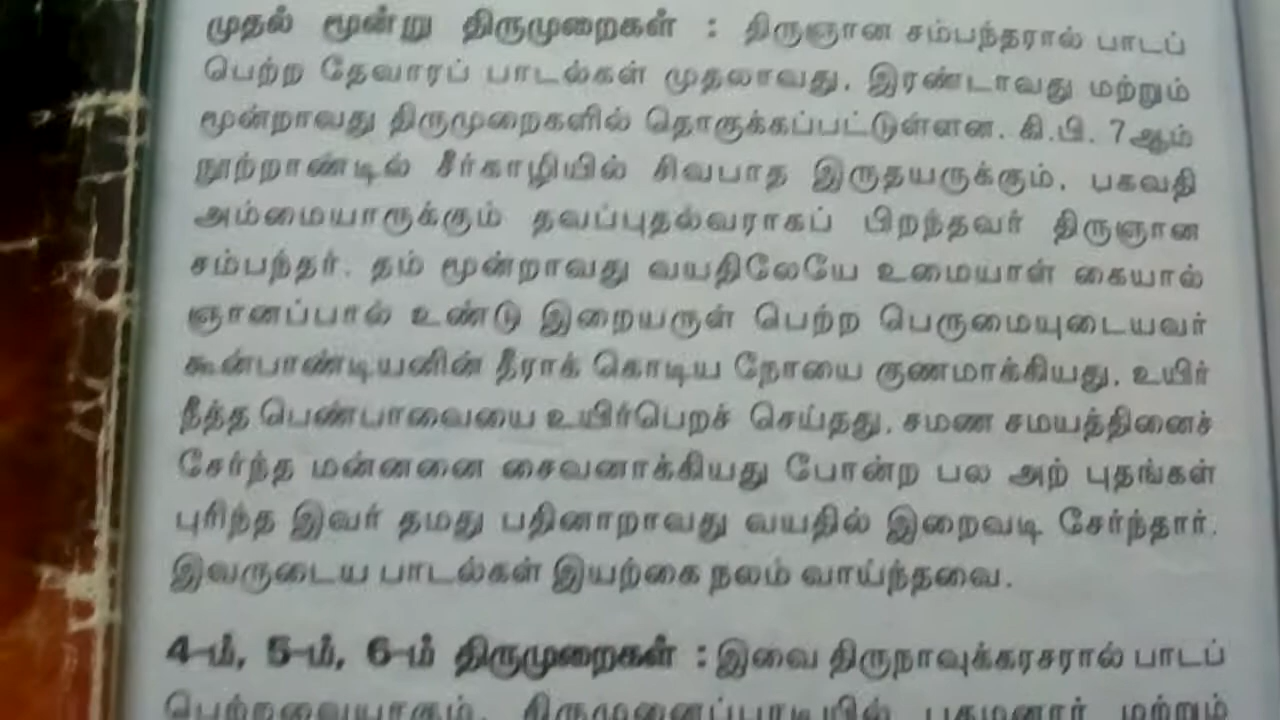 முதல் மூன்று திருமுறைகள் : திருஞான சம்பந்தரால் பாடப்
பெற்ற தேவாரப் பாடல்கள் முதலாவது, இரண்டாவது மற்றும்
மூன்றாவது திருமுறைகளில் தொகுக்கப்பட்டுள்ளன. கி.பி. 7ஆம்
நூற்றாண்டில் சீர்காழியில் சிவபாத இருதயருக்கும், பகவதி
அம்மையாருக்கும் தவப்புதல்வராகப் பிறந்தவர் திருஞான
சம்பந்தர். தம் மூன்றாவது வயதிலேயே உமையாள் கையால்
ஞானப்பால் உண்டு இறையருள் பெற்ற பெருமையுடையவர்
கூன்பாண்டியனின் தீராக் கொடிய நோயை குணமாக்கியது, உயிர்
நீத்த பெண்பாவையை உயிர்பெறச் செய்தது, சமண சமயத்தினைச்
சேர்ந்த மன்னனை சைவனாக்கியது போன்ற பல அற் புதங்கள்
புரிந்த இவர் தமது பதினாறாவது வயதில் இறைவடி சேர்ந்தார்.
இவருடைய பாடல்கள் இயற்கை நலம் வாய்ந்தவை.
4-ம், 5-ம், 6-ம் திருமுறைகள் : இவை திருநாவுக்கரசரால் பாடப்
பெற்றவையாகும். திருமுனைப்பாடியில் புகழனார் மற்றும்